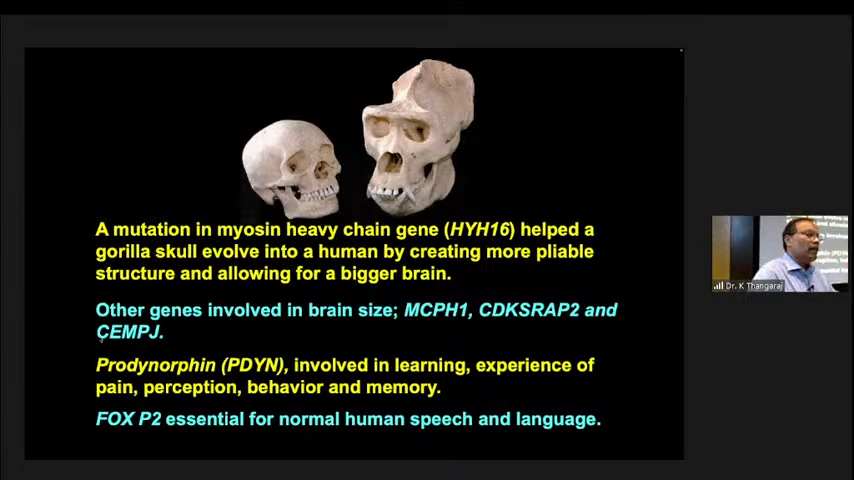 A mutation in myosin heavy chain gene (HYH16) helped a
gorilla skull evolve into a human by creating more pliable
structure and allowing for a bigger brain.
Other genes involved in brain size; MCPH1, CDKSRAP2 and
CEMPJ.
Prodynorphin (PDYN), involved in learning, experience of
pain, perception, behavior and memory.
FOX P2 essential for normal human speech and language.
Dr. K Thangaraj